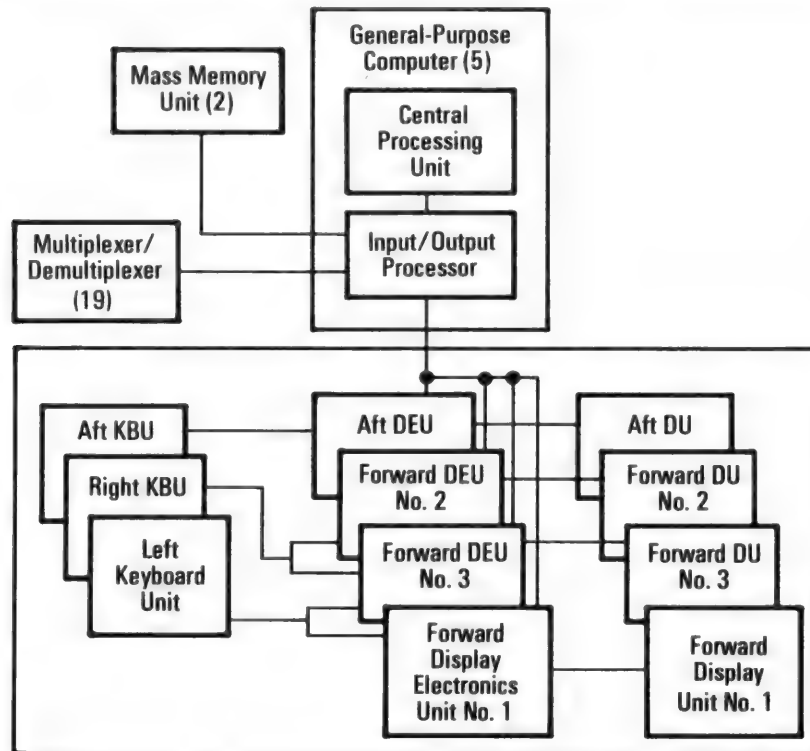 General-Purpose
Computer (5)
Mass Memory
Unit (2)
Central
Processing
Unit
Multiplexer/
Demultiplexer
(19)
Input/Output
Processor
Aft KBU
Aft DEU
Aft DU
Right KBU
Forward DEU
No. 2
Forward DU
No. 2
Left
Keyboard
Unit
Forward DEU
No. 3
Forward DU
No. 3
Forward
Display
Electronics
Unit No. 1
Forward
Display
Unit No. 1